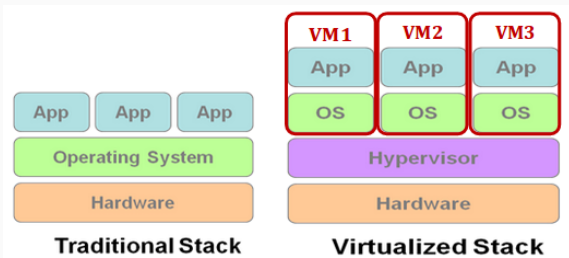 App App App
Operating System
Hardware
Traditional Stack
VM1 VM2 VM3
App App App
OS OS OS
Hypervisor
Hardware
Virtualized Stack